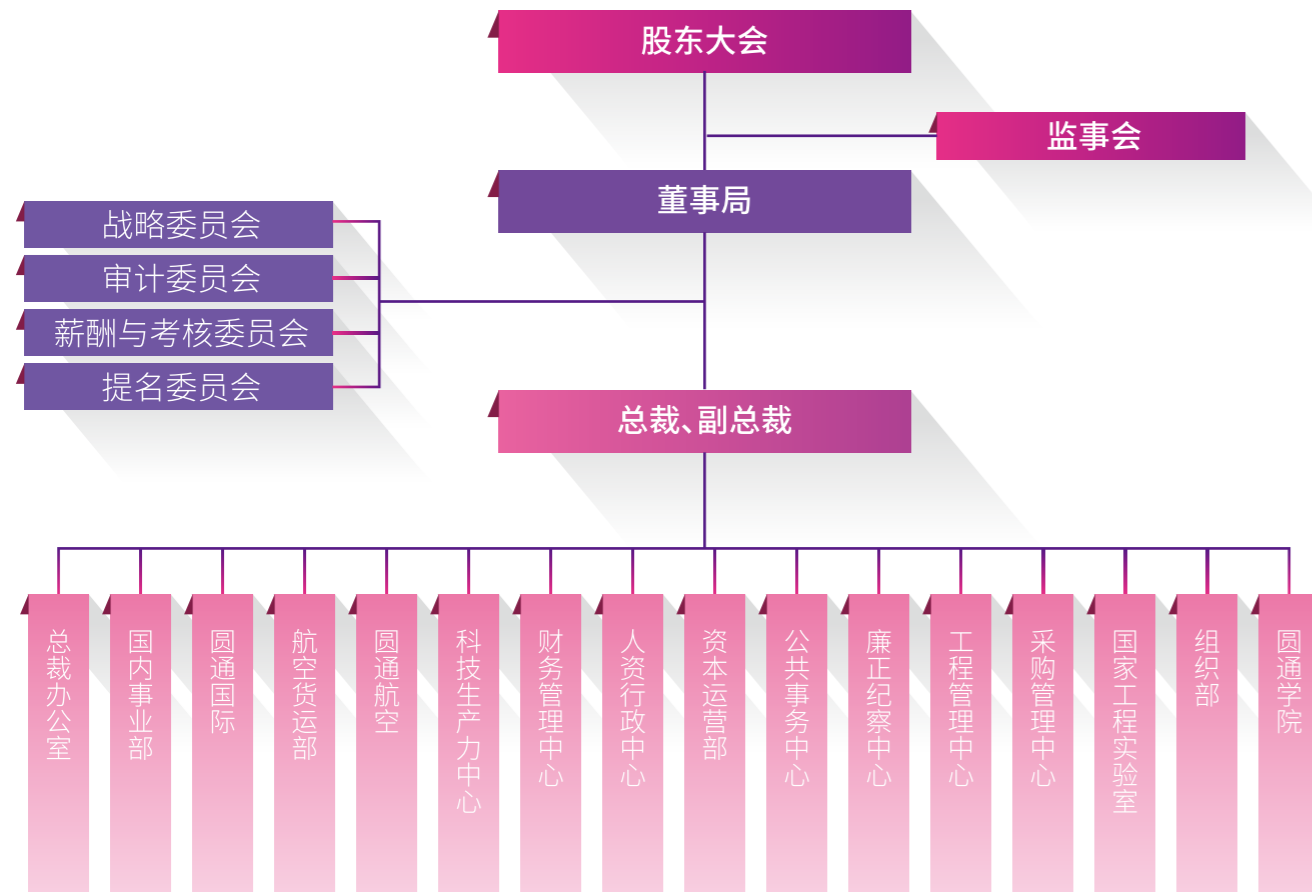 股东大会
监事会
董事局
战略委员会
审计委员会
薪酬与考核委员会
提名委员会
总裁、副总裁
总裁办公室
国内事业部
圆通国际
航空货运部
圆通航空
科技生产力中心
财务管理中心
人资行政中心
资本运营部
公共事务中心
廉正纪察中心
工程管理中心
采购管理中心
国家工程实验室
组织部
圆通学院